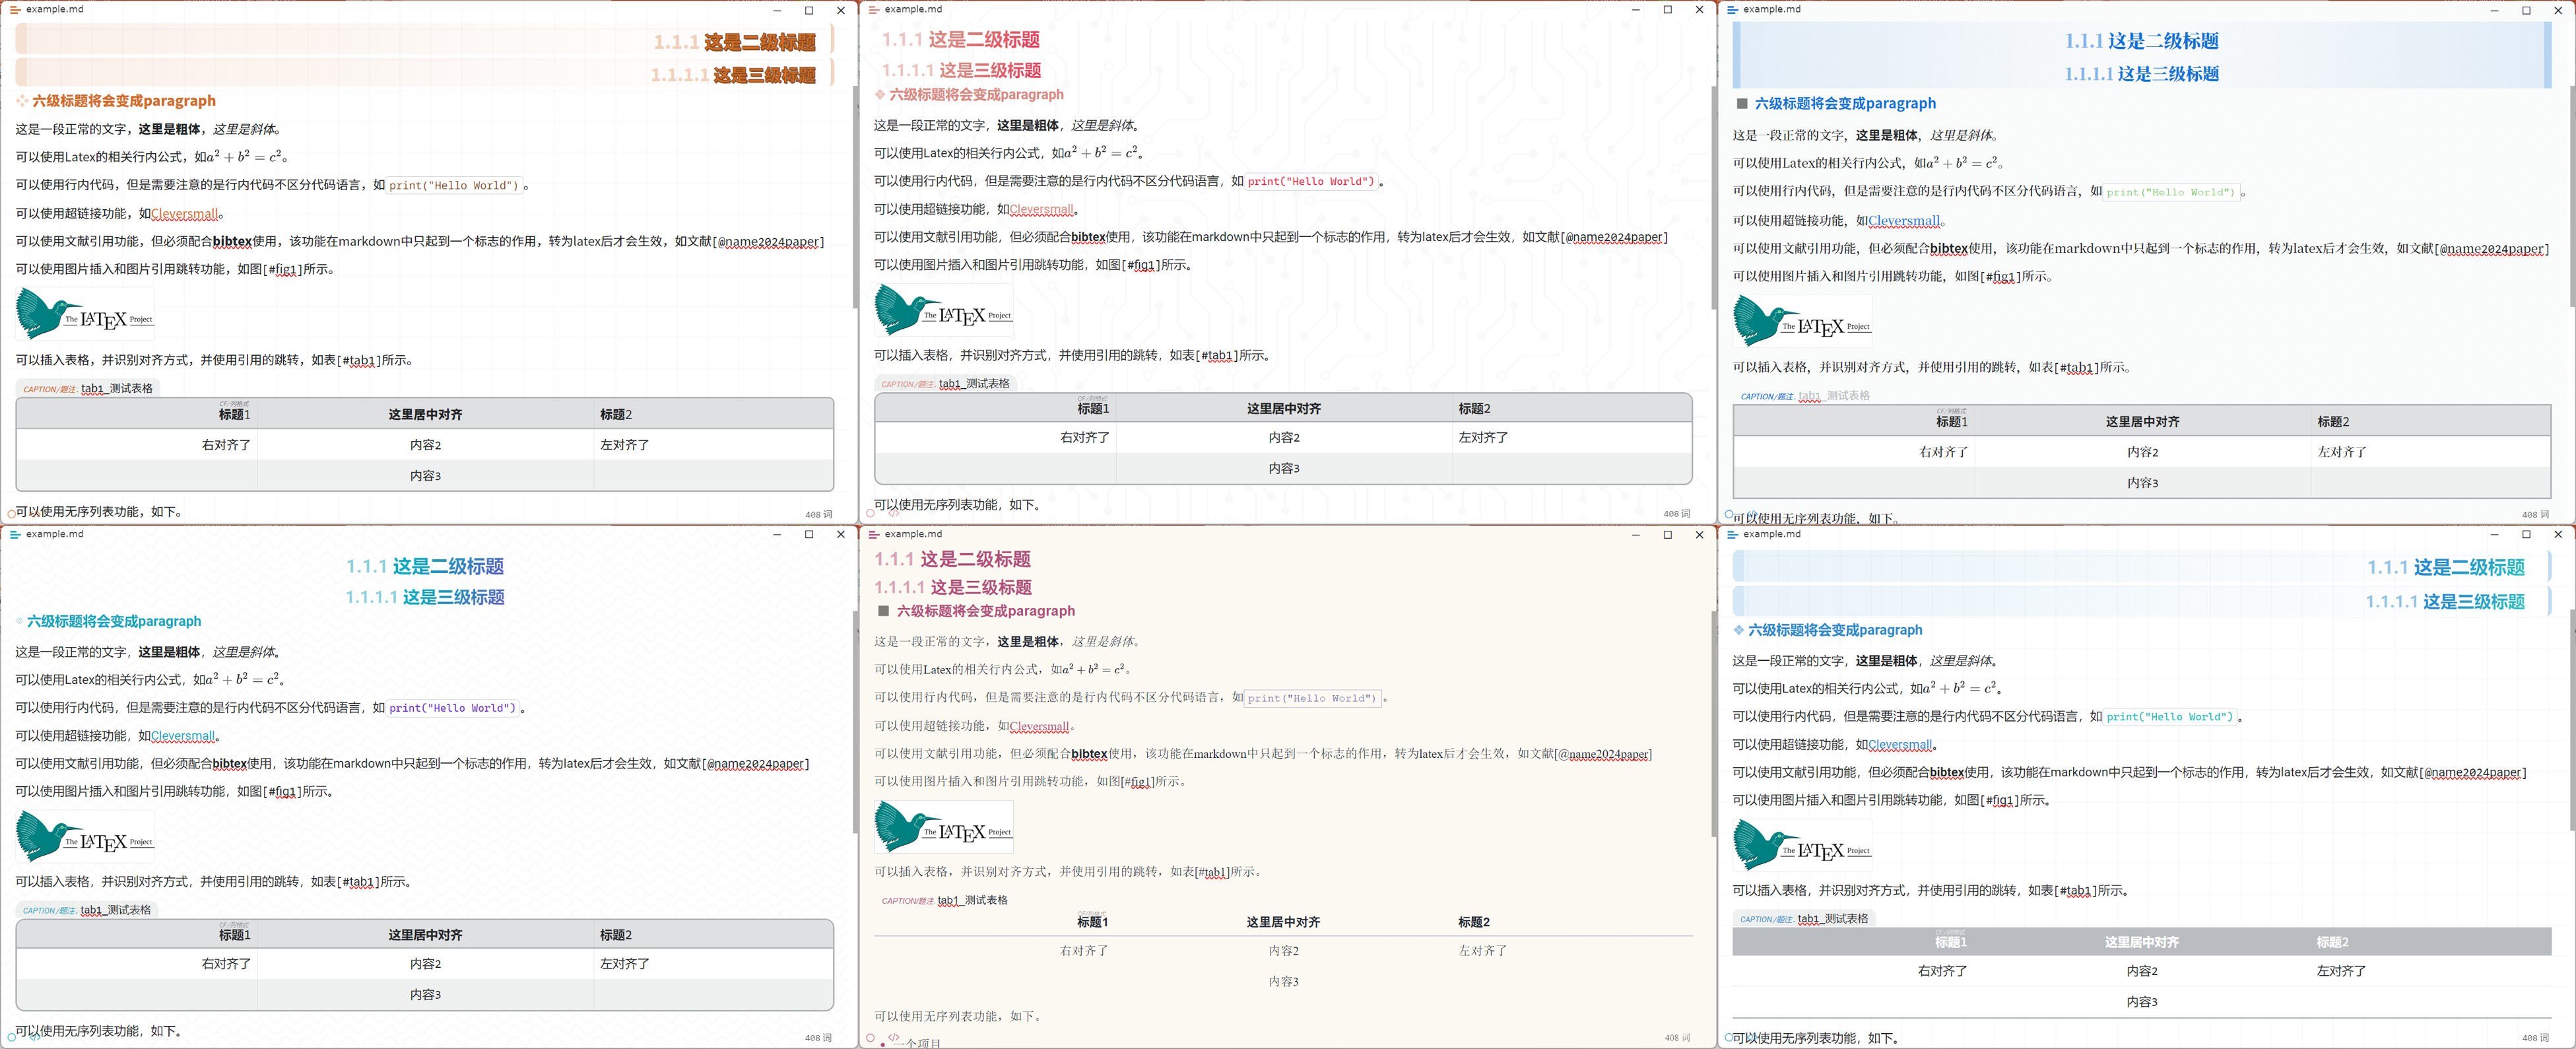 example.md
1.1.1 这是二级标题
1.1.1.1 这是三级标题
六级标题将会变成paragraph
这是一段正常的文字，这里是粗体，这里是斜体。
可以使用Latex的相关行内公式，如a² + b² = c²。
可以使用行内代码，但是需要注意的是行内代码不区分代码语言，如 print("Hello World") 。
可以使用超链接功能，如Cleversmall。
可以使用文献引用功能，但必须配合bibtex使用，该功能在markdown中只起到一个标志的作用，转为latex后才会生效，如文献[@name2024paper]
可以使用图片插入和图片引用跳转功能，如图[#fig1]所示。
The LATEX Project
可以插入表格，并识别对齐方式，并使用引用的跳转，如表[#tab1]所示。
CAPTION/题注. tab1_测试表格
CF/列格式
标题1 这里居中对齐 标题2
右对齐了 内容2 左对齐了
内容3
可以使用无序列表功能，如下。
408 词
example.md
1.1.1 这是二级标题
1.1.1.1 这是三级标题
六级标题将会变成paragraph
这是一段正常的文字，这里是粗体，这里是斜体。
可以使用Latex的相关行内公式，如a² + b² = c²。
可以使用行内代码，但是需要注意的是行内代码不区分代码语言，如 print("Hello World") 。
可以使用超链接功能，如Cleversmall。
可以使用文献引用功能，但必须配合bibtex使用，该功能在markdown中只起到一个标志的作用，转为latex后才会生效，如文献[@name2024paper]
可以使用图片插入和图片引用跳转功能，如图[#fig1]所示。
The LATEX Project
可以插入表格，并识别对齐方式，并使用引用的跳转，如表[#tab1]所示。
CAPTION/题注. tab1_测试表格
CF/列格式
标题1 这里居中对齐 标题2
右对齐了 内容2 左对齐了
内容3
可以使用无序列表功能，如下。
408 词
example.md
1.1.1 这是二级标题
1.1.1.1 这是三级标题
六级标题将会变成paragraph
这是一段正常的文字，这里是粗体，这里是斜体。
可以使用Latex的相关行内公式，如a² + b² = c²。
可以使用行内代码，但是需要注意的是行内代码不区分代码语言，如 print("Hello World") 。
可以使用超链接功能，如Cleversmall。
可以使用文献引用功能，但必须配合bibtex使用，该功能在markdown中只起到一个标志的作用，转为latex后才会生效，如文献[@name2024paper]
可以使用图片插入和图片引用跳转功能，如图[#fig1]所示。
The LATEX Project
可以插入表格，并识别对齐方式，并使用引用的跳转，如表[#tab1]所示。
CAPTION/题注. tab1_测试表格
CF/列格式
标题1 这里居中对齐 标题2
右对齐了 内容2 左对齐了
内容3
可以使用无序列表功能，如下。
408 词
example.md
1.1.1 这是二级标题
1.1.1.1 这是三级标题
六级标题将会变成paragraph
这是一段正常的文字，这里是粗体，这里是斜体。
可以使用Latex的相关行内公式，如a² + b² = c²。
可以使用行内代码，但是需要注意的是行内代码不区分代码语言，如 print("Hello World") 。
可以使用超链接功能，如Cleversmall。
可以使用文献引用功能，但必须配合bibtex使用，该功能在markdown中只起到一个标志的作用，转为latex后才会生效，如文献[@name2024paper]
可以使用图片插入和图片引用跳转功能，如图[#fig1]所示。
The LATEX Project
可以插入表格，并识别对齐方式，并使用引用的跳转，如表[#tab1]所示。
CAPTION/题注. tab1_测试表格
CF/列格式
标题1 这里居中对齐 标题2
右对齐了 内容2 左对齐了
内容3
可以使用无序列表功能，如下。
408 词
example.md
1.1.1 这是二级标题
1.1.1.1 这是三级标题
六级标题将会变成paragraph
这是一段正常的文字，这里是粗体，这里是斜体。
可以使用Latex的相关行内公式，如a² + b² = c²。
可以使用行内代码，但是需要注意的是行内代码不区分代码语言，如 print("Hello World") 。
可以使用超链接功能，如Cleversmall。
可以使用文献引用功能，但必须配合bibtex使用，该功能在markdown中只起到一个标志的作用，转为latex后才会生效，如文献[@name2024paper]
可以使用图片插入和图片引用跳转功能，如图[#fig1]所示。
The LATEX Project
可以插入表格，并识别对齐方式，并使用引用的跳转，如表[#tab1]所示。
CAPTION/题注. tab1_测试表格
CF/列格式
标题1 这里居中对齐 标题2
右对齐了 内容2 左对齐了
内容3
可以使用无序列表功能，如下。
一个项目
408 词
example.md
1.1.1 这是二级标题
1.1.1.1 这是三级标题
六级标题将会变成paragraph
这是一段正常的文字，这里是粗体，这里是斜体。
可以使用Latex的相关行内公式，如a² + b² = c²。
可以使用行内代码，但是需要注意的是行内代码不区分代码语言，如 print("Hello World") 。
可以使用超链接功能，如Cleversmall。
可以使用文献引用功能，但必须配合bibtex使用，该功能在markdown中只起到一个标志的作用，转为latex后才会生效，如文献[@name2024paper]
可以使用图片插入和图片引用跳转功能，如图[#fig1]所示。
The LATEX Project
可以插入表格，并识别对齐方式，并使用引用的跳转，如表[#tab1]所示。
CAPTION/题注. tab1_测试表格
CF/列格式
标题1 这里居中对齐 标题2
右对齐了 内容2 左对齐了
内容3
可以使用无序列表功能，如下。
408 词